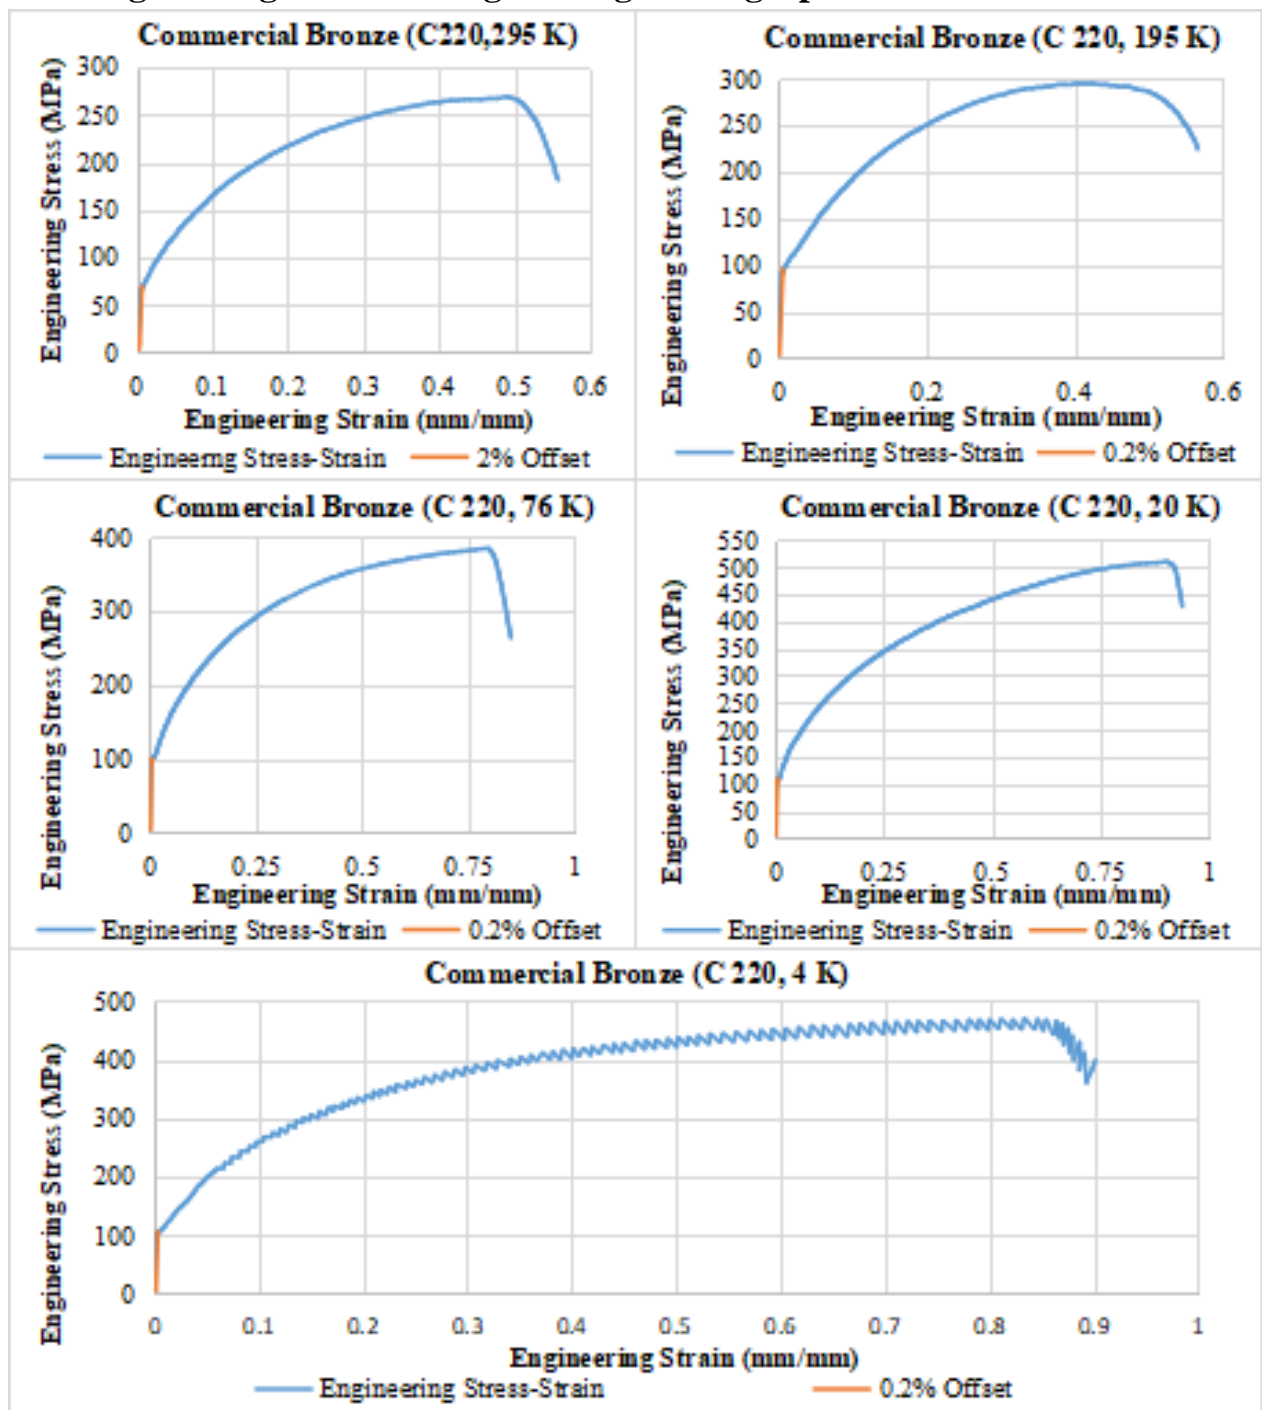 Commercial Bronze (C220,295 K)
Engineering Stress (MPa)
300
250
200
150
100
50
0
0 0.1 0.2 0.3 0.4 0.5 0.6
Engineering Strain (mm/mm)
Engineerng Stress-Strain 2% Offset
Commercial Bronze (C 220, 195 K)
Engineering Stress (MPa)
300
250
200
150
100
50
0
0 0.2 0.4 0.6
Engineering Strain (mm/mm)
Engineering Stress-Strain 0.2% Offset
Commercial Bronze (C 220, 76 K)
Engineering Stress (MPa)
400
300
200
100
0
0 0.25 0.5 0.75 1
Engineering Strain (mm/mm)
Engineering Stress-Strain 0.2% Offset
Commercial Bronze (C 220, 20 K)
Engineering Stress (MPa)
550
500
450
400
350
300
250
200
150
100
50
0
0 0.25 0.5 0.75 1
Engineering Strain (mm/mm)
Engineering Stress-Strain 0.2% Offset
Commercial Bronze (C 220, 4 K)
Engineering Stress (MPa)
500
400
300
200
100
0
0 0.1 0.2 0.3 0.4 0.5 0.6 0.7 0.8 0.9 1
Engineering Strain (mm/mm)
Engineering Stress-Strain 0.2% Offset